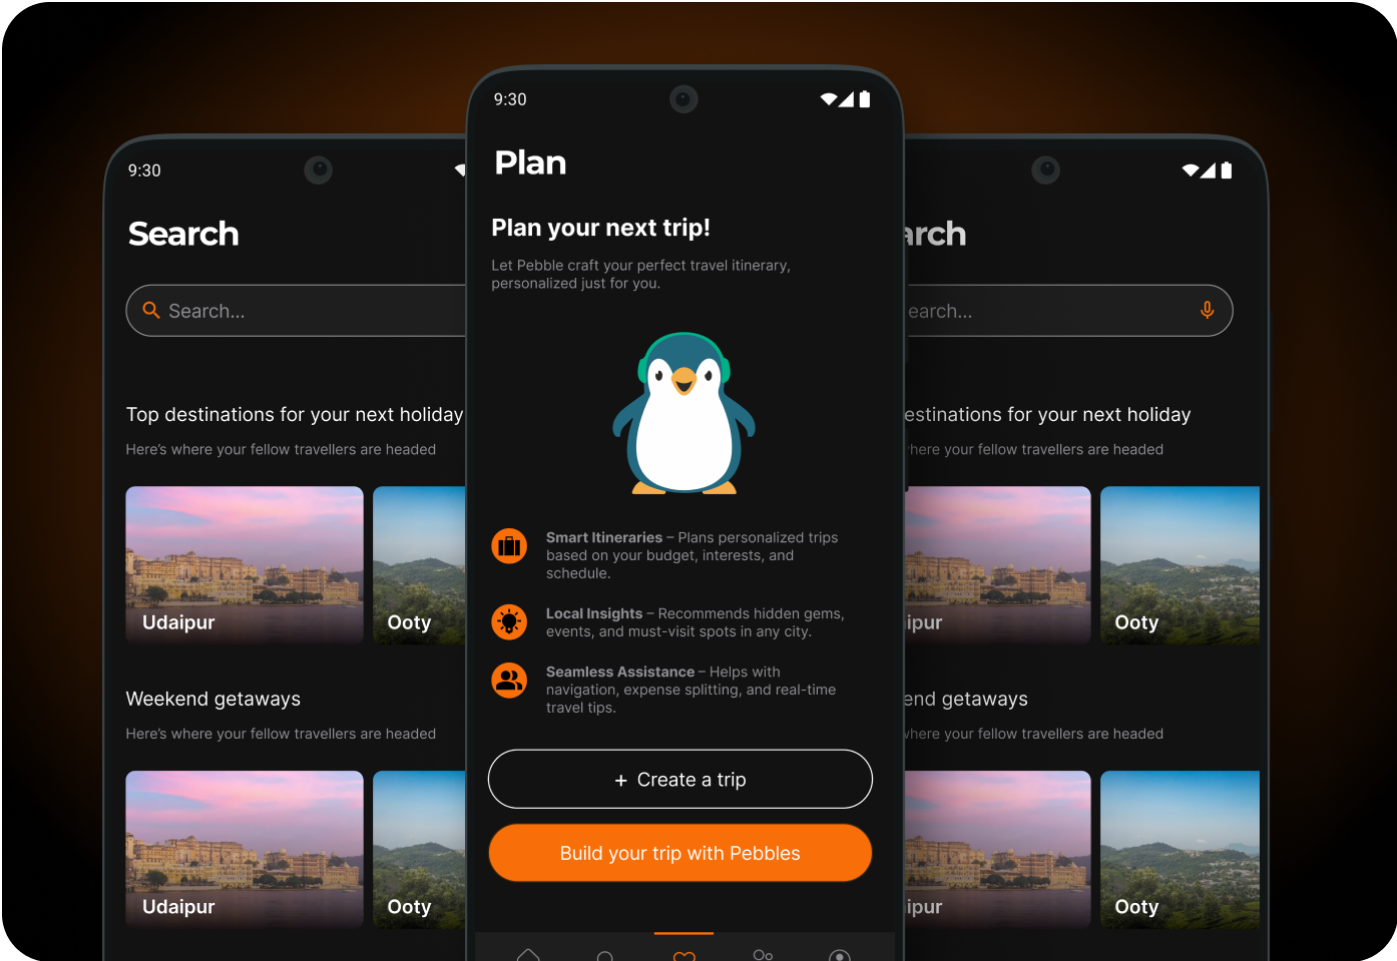 9:30
Search
Search...
Top destinations for your next holiday
Here's where your fellow travellers are headed
Udaipur
Ooty
Weekend getaways
Here's where your fellow travellers are headed
Udaipur
Ooty
9:30
Plan
Plan your next trip!
Let Pebble craft your perfect travel itinerary,
personalized just for you.
Smart Itineraries – Plans personalized trips
based on your budget, interests, and
schedule.
Local Insights – Recommends hidden gems,
events, and must-visit spots in any city.
Seamless Assistance – Helps with
navigation, expense splitting, and real-time
travel tips.
+ Create a trip
Build your trip with Pebbles
arch
earch...
estinations for your next holiday
here your fellow travellers are headed
ipur
Ooty
end getaways
here your fellow travellers are headed
ipur
Ooty